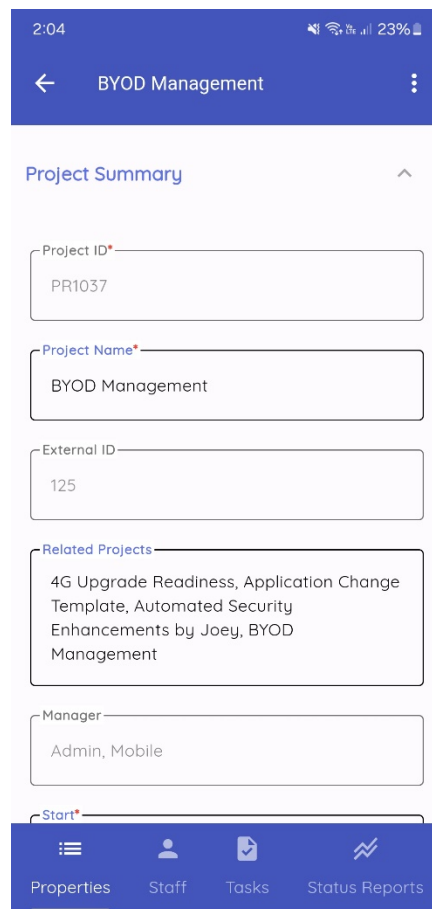 2:04
23%
BYOD Management
Project Summary
Project ID*
PR1037
Project Name*
BYOD Management
External ID
125
Related Projects
4G Upgrade Readiness, Application Change
Template, Automated Security
Enhancements by Joey, BYOD
Management
Manager
Admin, Mobile
Start*
Properties Staff Tasks Status Reports